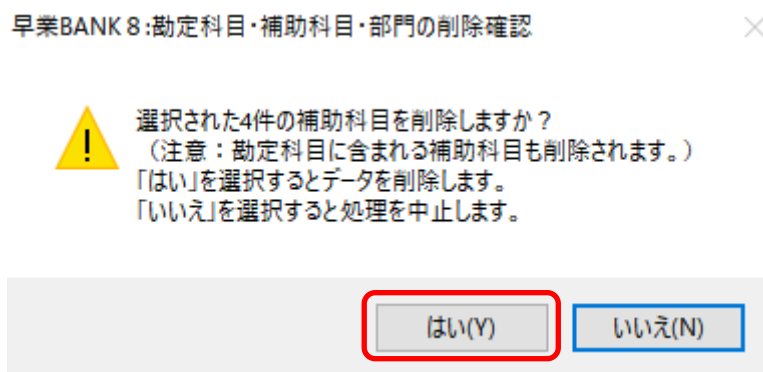 早業BANK 8:勘定科目・補助科目・部門の削除確認
選択された4件の補助科目を削除しますか？
（注意：勘定科目に含まれる補助科目も削除されます。）
「はい」を選択するとデータを削除します。
「いいえ」を選択すると処理を中止します。
はい(Y)
いいえ(N)